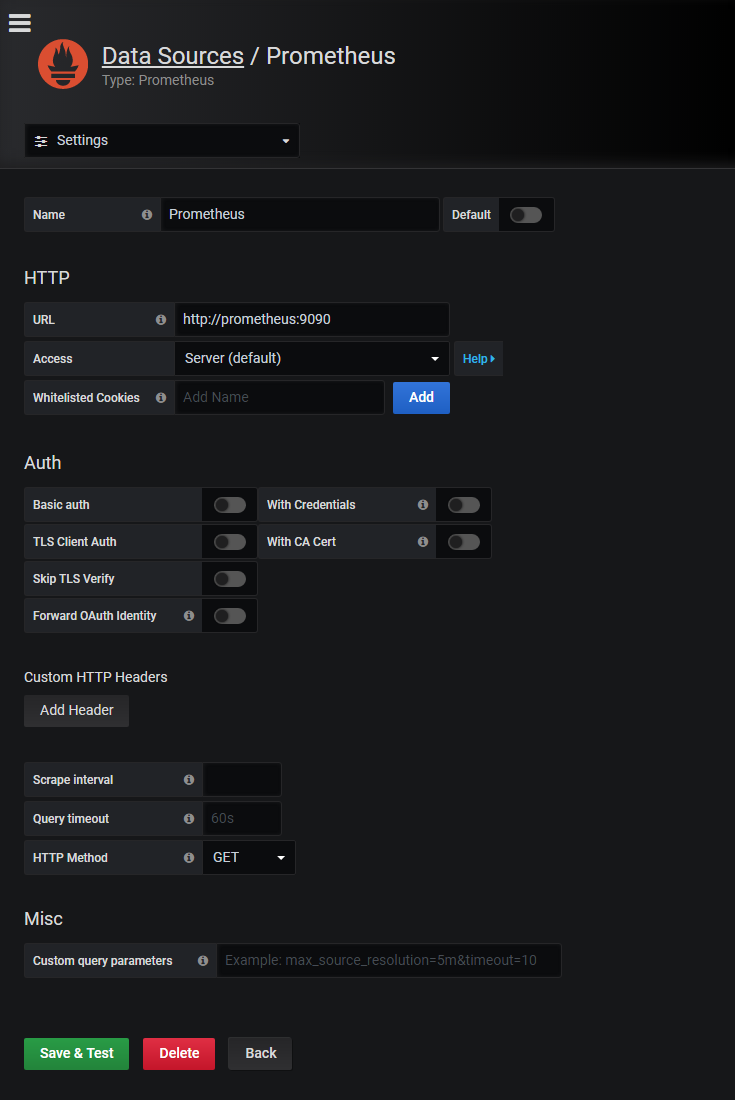 Data Sources / Prometheus
Type: Prometheus
Settings
Name
Prometheus
Default
HTTP
URL
http://prometheus:9090
Access
Server (default)
Help
Whitelisted Cookies
Add Name
Add
Auth
Basic auth
With Credentials
TLS Client Auth
With CA Cert
Skip TLS Verify
Forward OAuth Identity
Custom HTTP Headers
Add Header
Scrape interval
Query timeout
60s
HTTP Method
GET
Misc
Custom query parameters
Example: max_source_resolution=5m&timeout=10
Save & Test
Delete
Back